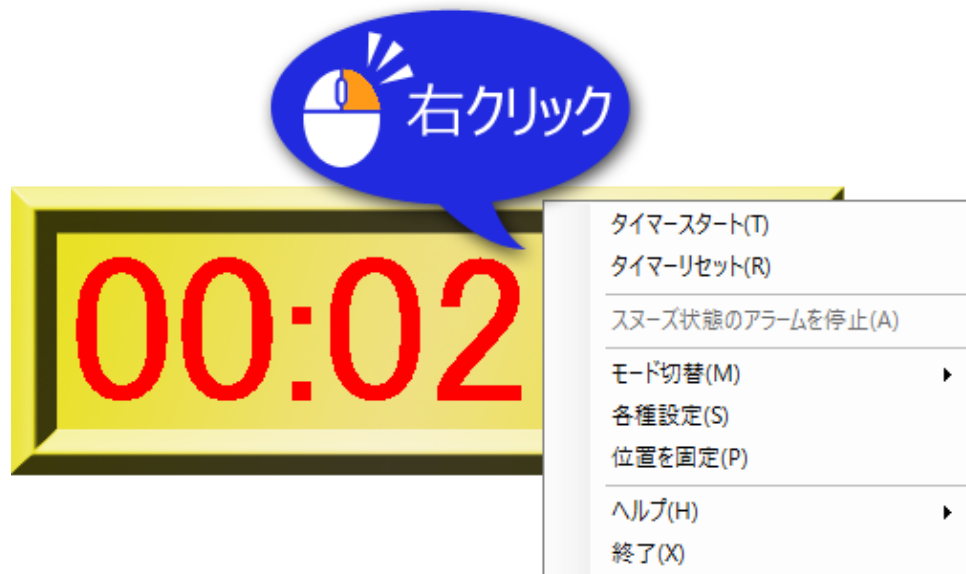 右クリック
00:02
タイマースタート(T)
タイマーリセット(R)
スヌーズ状態のアラームを停止(A)
モード切替(M)
各種設定(S)
位置を固定(P)
ヘルプ(H)
終了(X)